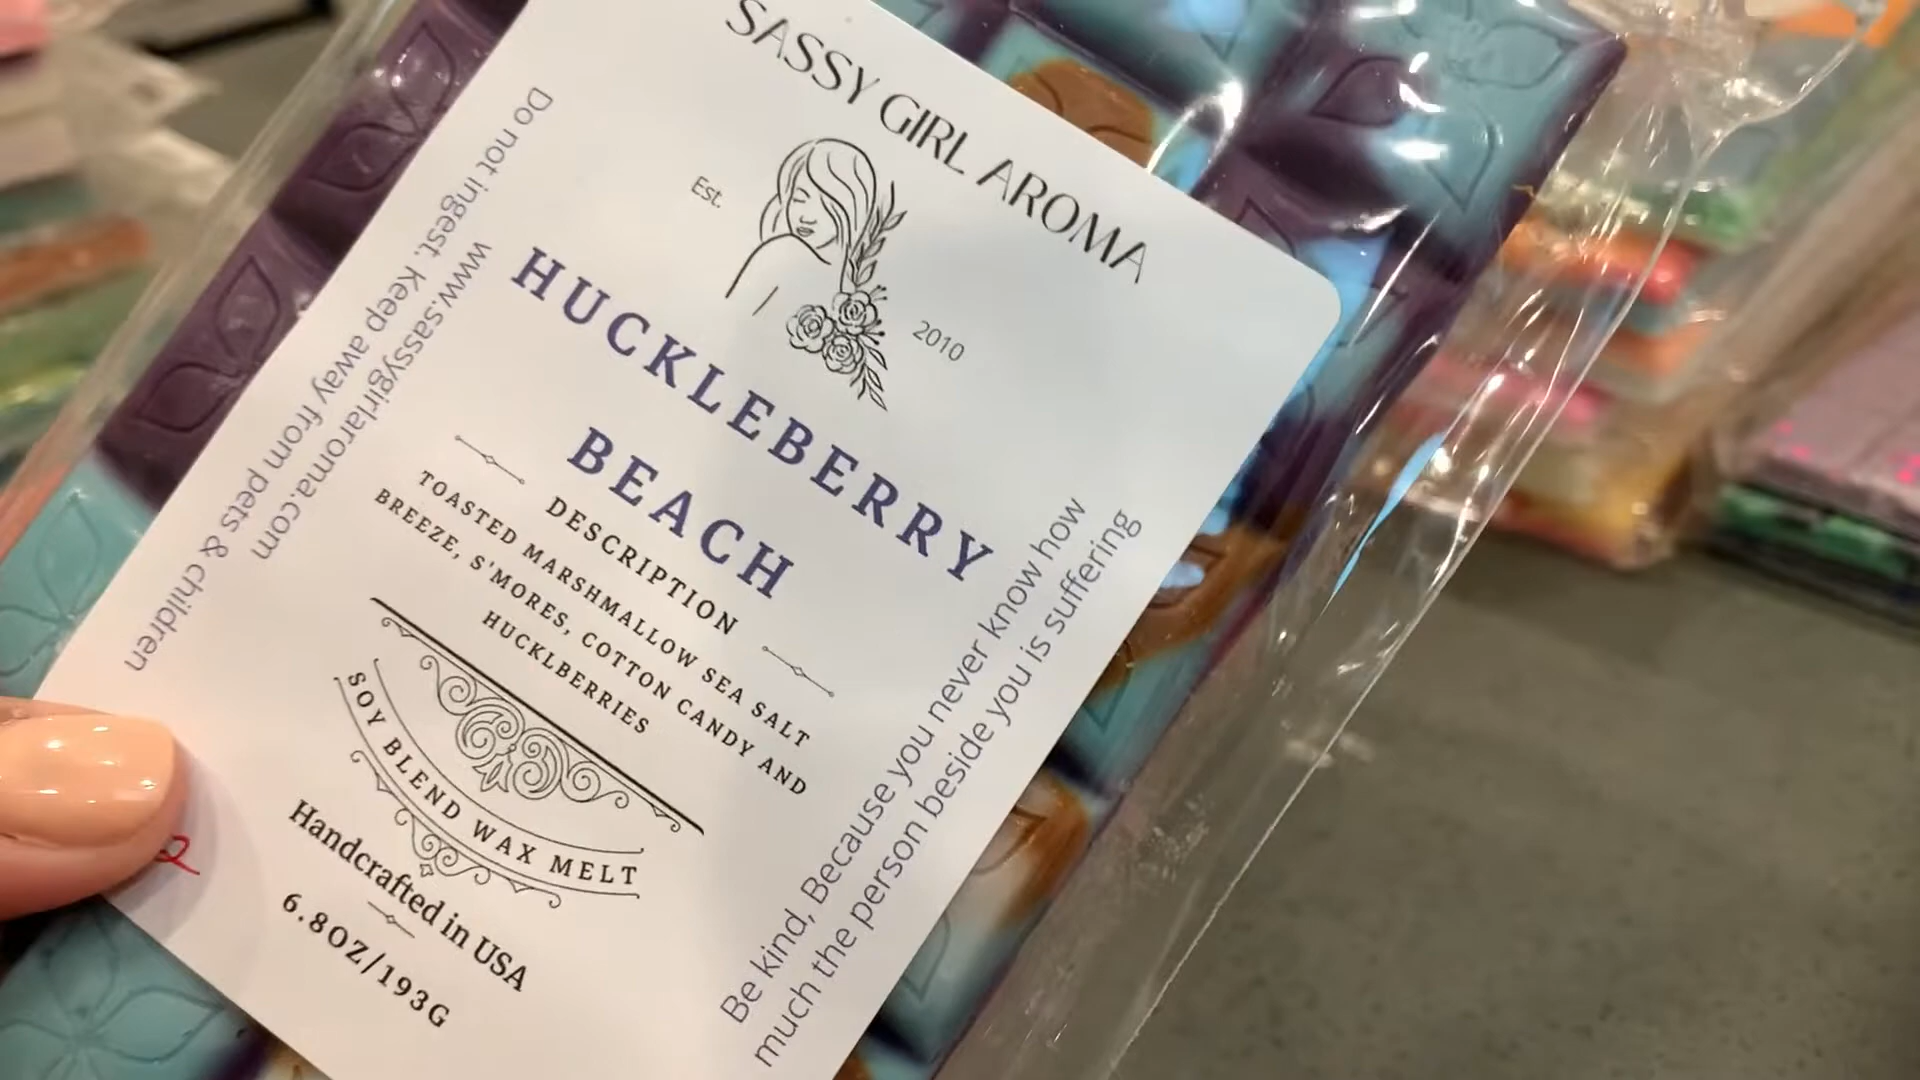 SASSY GIRL AROMA
Est.
2010
HUCKLEBERRY
BEACH
DESCRIPTION
TOASTED MARSHMALLOW SEA SALT
BREEZE, S'MORES, COTTON CANDY AND
HUCKLBERRIES
SOY BLEND WAX MELT
Handcrafted in USA
6.8OZ/193G
www.sassygirlaroma.com
Do not ingest. Keep away from pets & children
Be kind, Because you never know how
much the person beside you is suffering